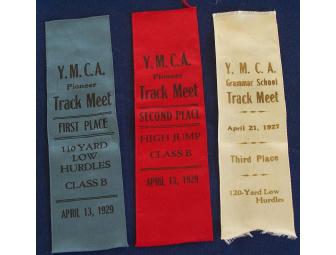 Y.M.C.A.
Pioneer
Track Meet
FIRST PLACE
110 YARD
LOW
HURDLES
CLASS B
APRIL 13, 1929
Y.M.C.A.
Pioneer
Track Meet
SECOND PLACE
HIGH JUMP
CLASS B
APRIL 13, 1929
Y. M. C. A.
Grammar School
Track Meet
April 21, 1927
Third Place
120-Yard Low
Hurdles